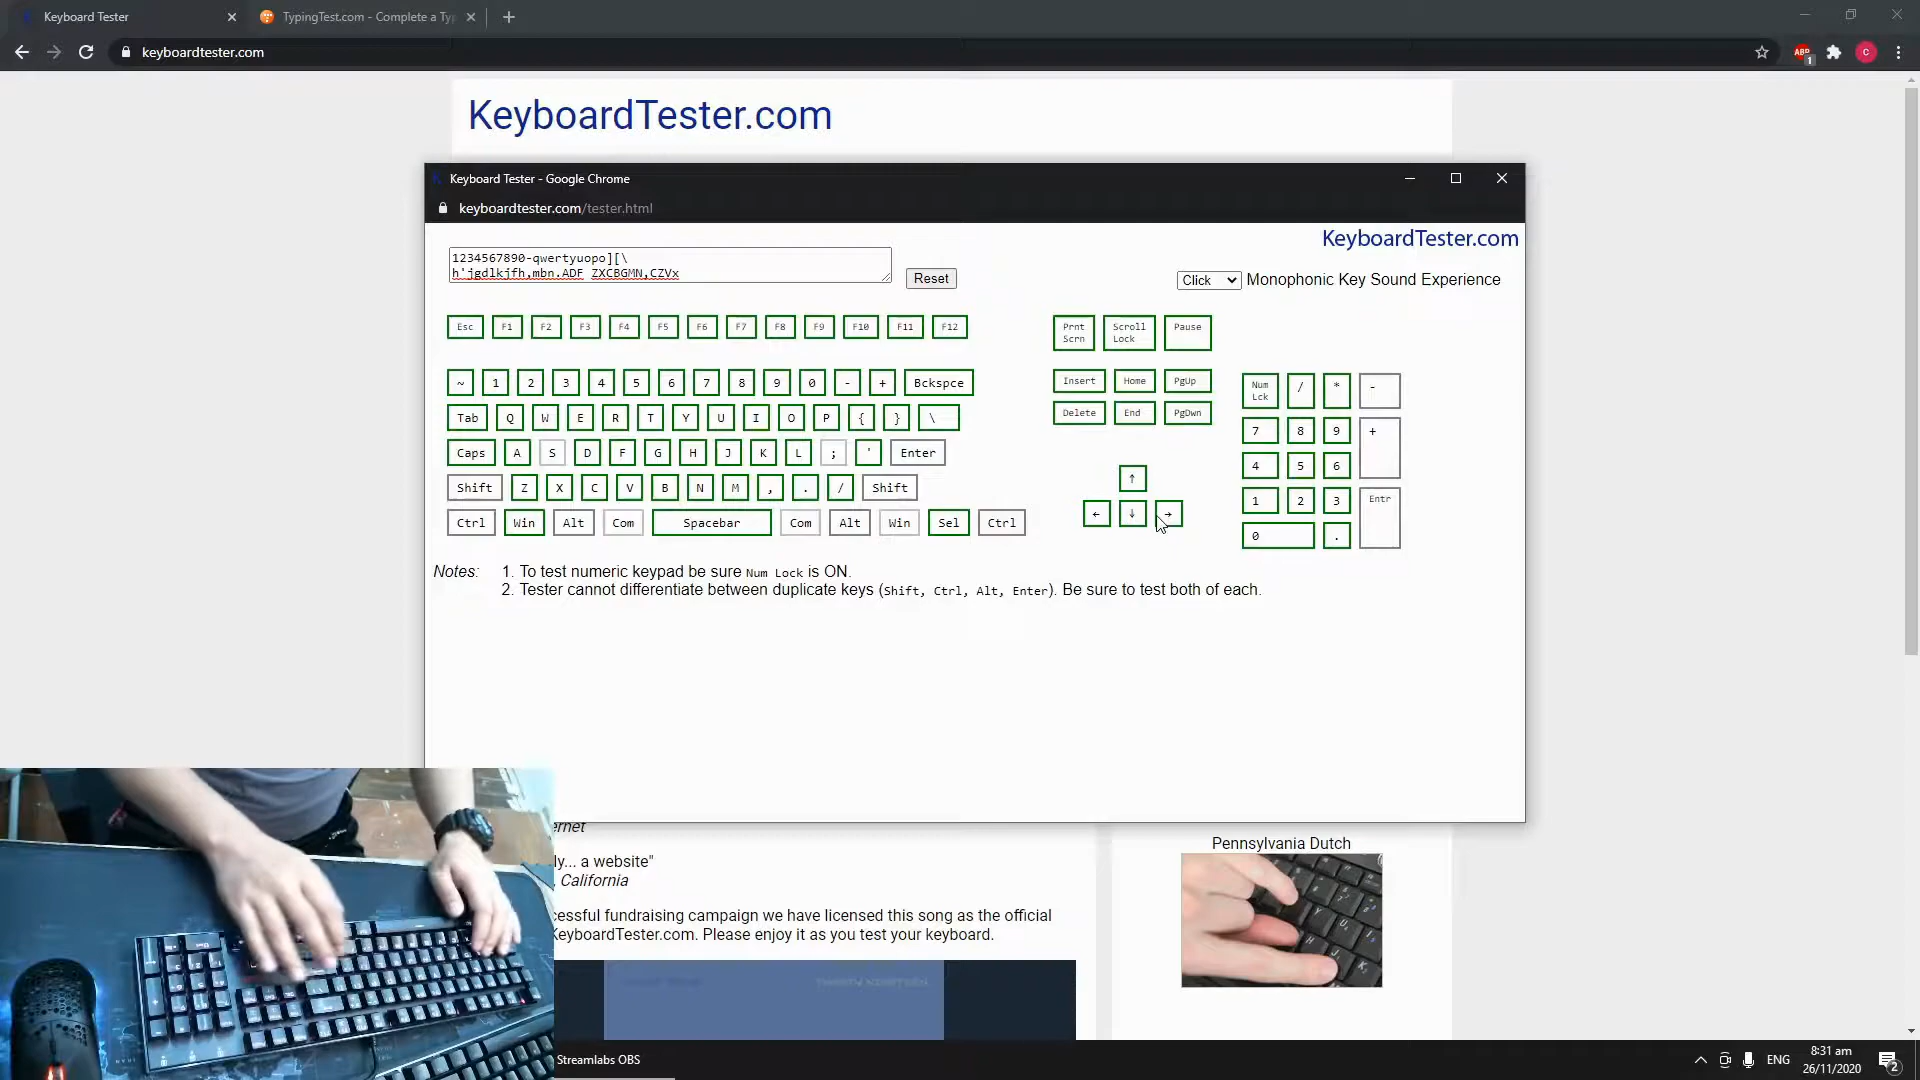 Keyboard Tester
TypingTest.com - Complete a Ty
keyboardtester.com
ABP
1
C
KeyboardTester.com
Keyboard Tester - Google Chrome
keyboardtester.com/tester.html
KeyboardTester.com
1234567890-qwertyuopo][\
h'jgdlkjfh,mbn.ADF ZXCBGMN,CZVx
Reset
Click Monophonic Key Sound Experience
Esc F1 F2 F3 F4 F5 F6 F7 F8 F9 F10 F11 F12
Prnt Scrn
Scroll Lock
Pause
~ 1 2 3 4 5 6 7 8 9 0 - + Bckspce
Insert Home PgUp
Num Lck
/ * -
Tab Q W E R T Y U I O P { } \
Delete End PgDwn
7 8 9 +
Caps A S D F G H J K L ; ' Enter
4 5 6
Shift Z X C V B N M , . / Shift
↑
1 2 3 Entr
Ctrl Win Alt Com Spacebar Com Alt Win Sel Ctrl
← ↓ →
0 .
Notes: 1. To test numeric keypad be sure Num Lock is ON.
2. Tester cannot differentiate between duplicate keys (Shift, Ctrl, Alt, Enter). Be sure to test both of each.
ernet
ly... a website"
, California
cessful fundraising campaign we have licensed this song as the official
KeyboardTester.com. Please enjoy it as you test your keyboard.
Pennsylvania Dutch
Streamlabs OBS
ENG
8:31 am
26/11/2020
2